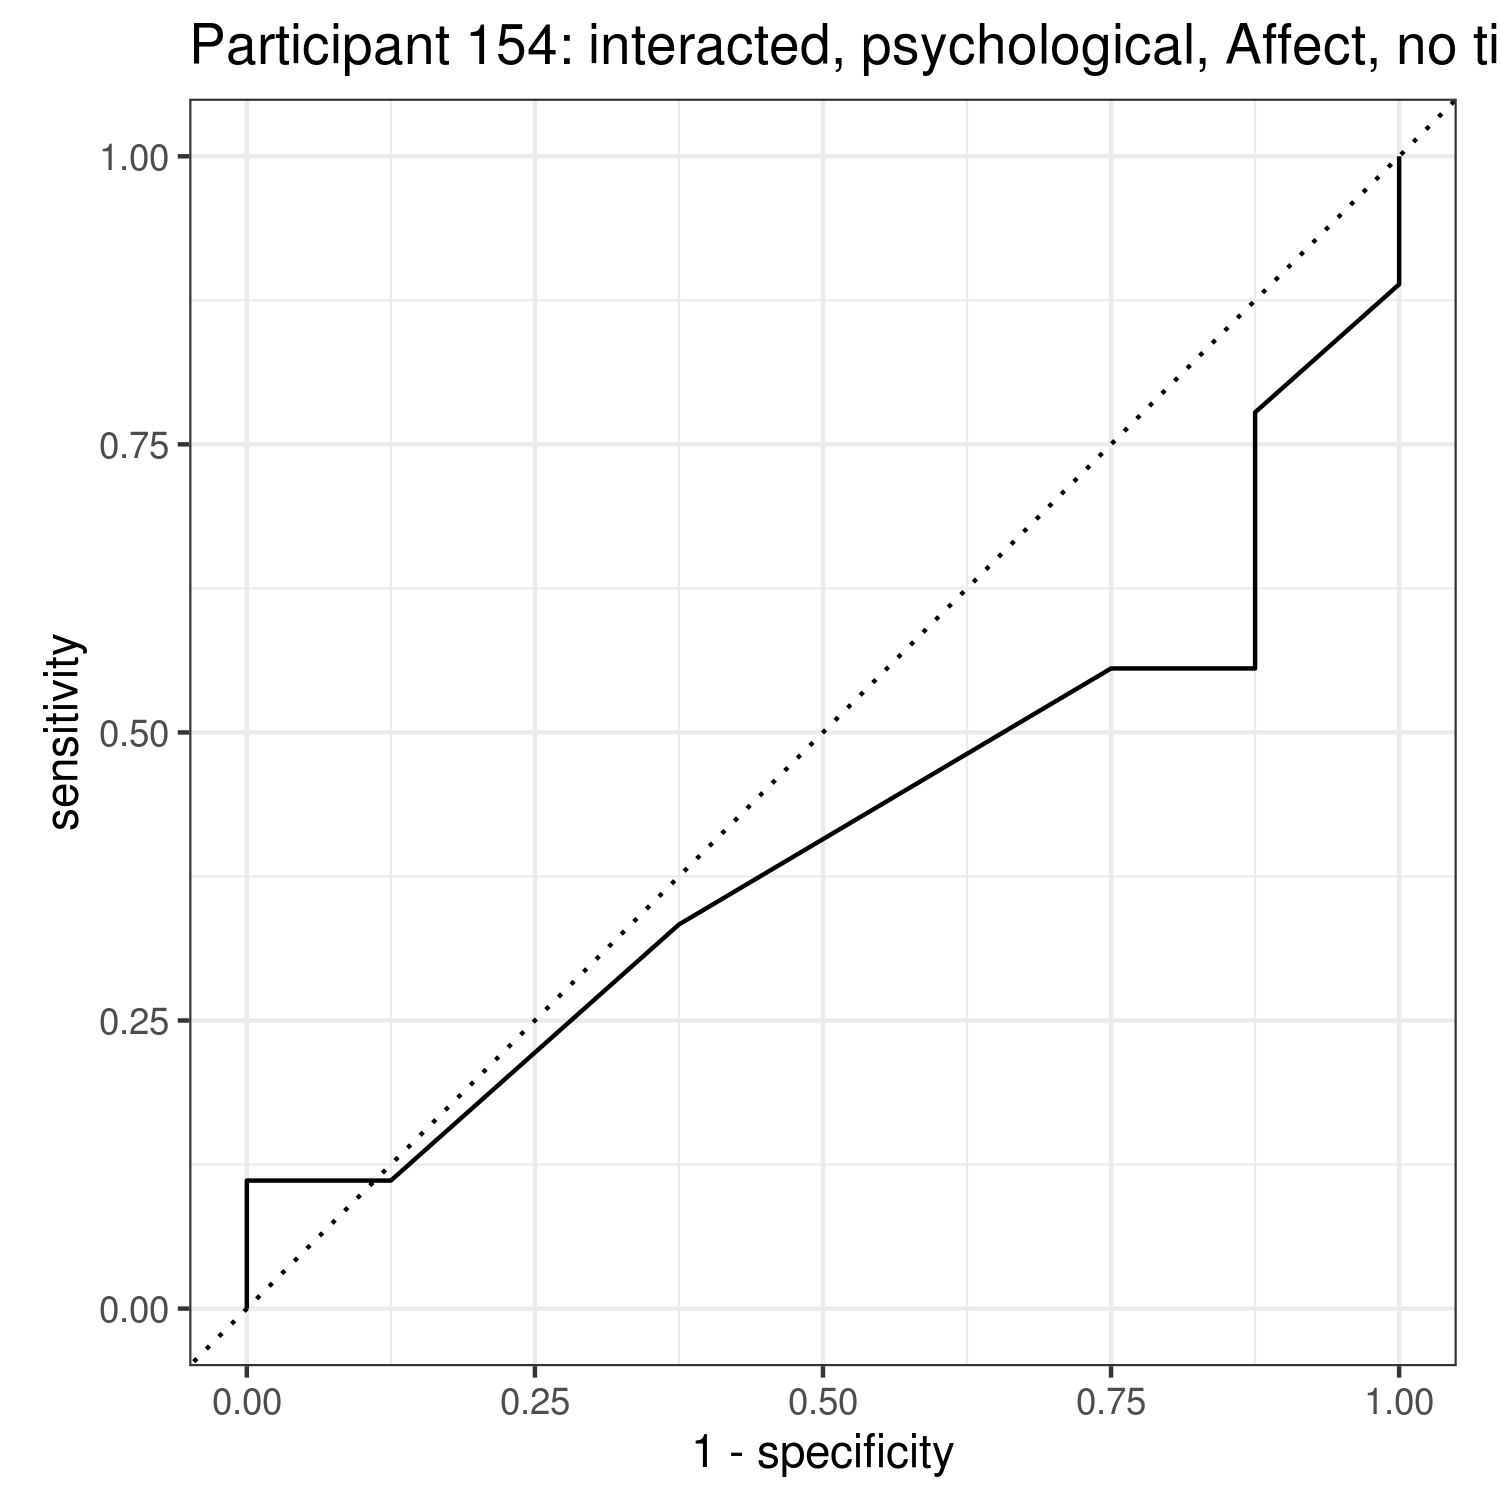 Participant 154: interacted, psychological, Affect, no ti
1.00
0.75
0.50
0.25
0.00
sensitivity
0.00 0.25 0.50 0.75 1.00
1 - specificity